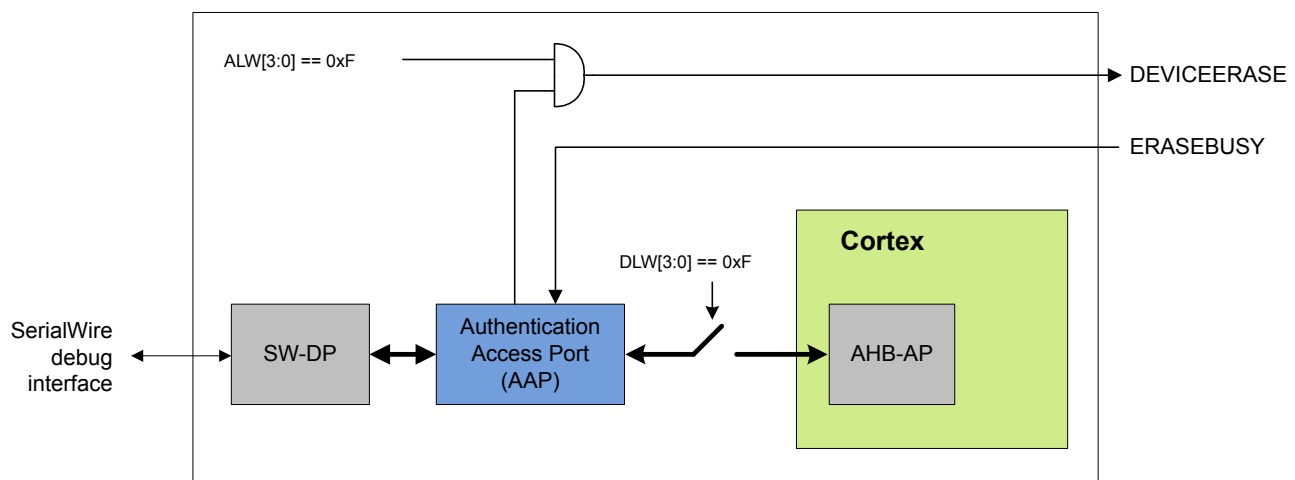 ALW[3:0] == 0xF
DEVICEERASE
ERASEBUSY
Cortex
DLW[3:0] == 0xF
SerialWire
debug
interface
SW-DP
Authentication
Access Port
(AAP)
AHB-AP